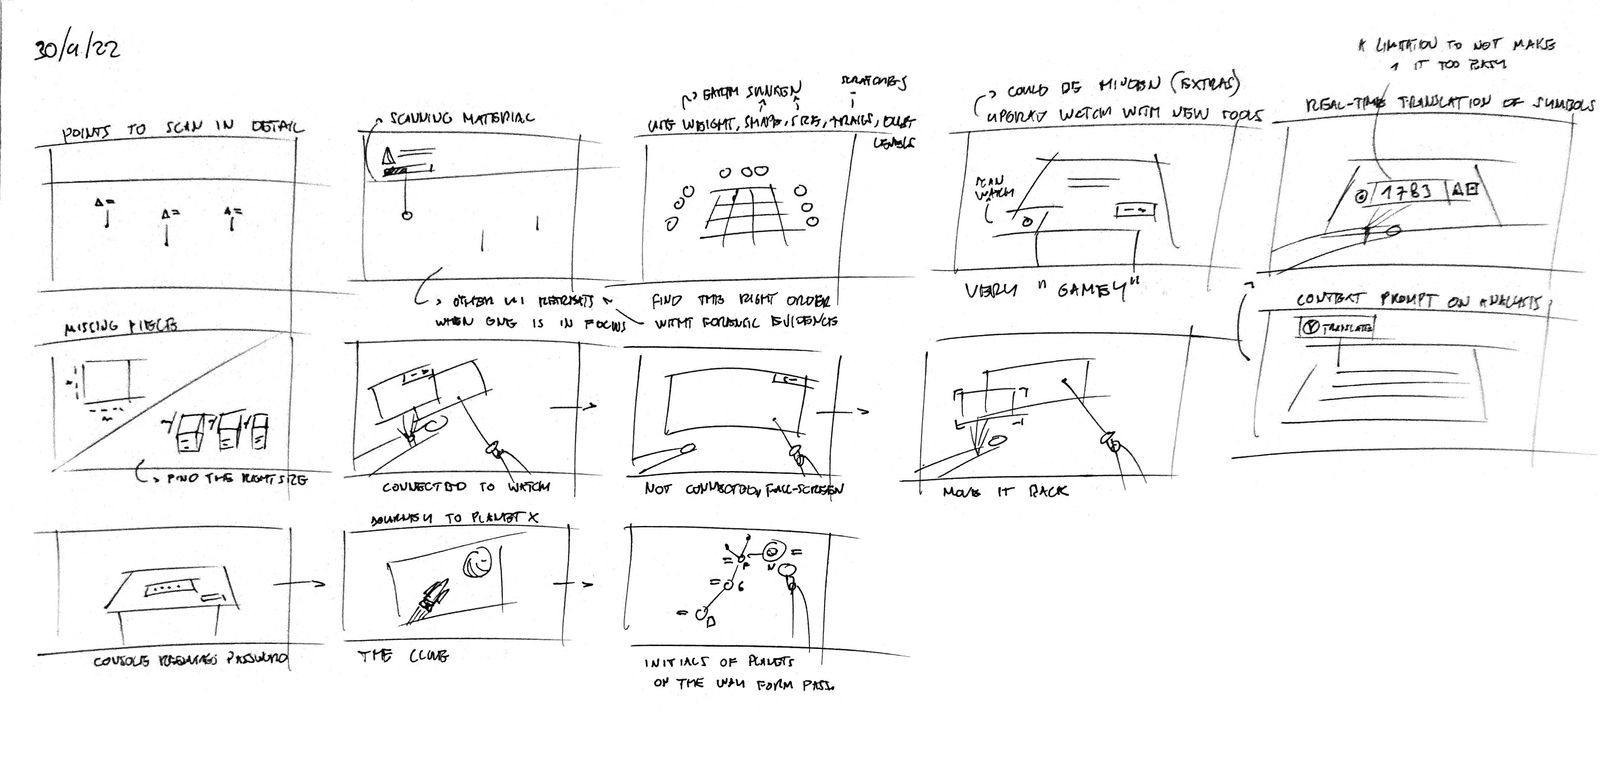 30/9/22
POINTS TO SCAN IN DETAIL
SCANNING MATERIAL
EARTH SUNKEN
SCRATCHES
USE WEIGHT, SHAPE, SIZE, TRAILS, DUST
LEVELS
COULD BE HIDDEN (EXTRAS)
UPGRAD WATCH WITH NEW TOOLS
A LIMITATION TO NOT MAKE
IT TOO EASY
REAL-TIME TRANSLATION OF SYMBOLS
SCAN
WATCH
1783
OTHER UI RETREATS
WHEN ONE IS IN FOCUS
FIND THE RIGHT ORDER
WITH FORENSIC EVIDENCE
VERY "GAMEY"
CONTEXT PROMPT ON ANALYSIS
Y TRANSLATE
MISSING PIECES
FIND THE RIGHT SIZE
CONNECTED TO WATCH
NOT CONNECTED, FULL-SCREEN
MOVE IT BACK
JOURNEY TO PLANET X
CONSOLE REQUIRES PASSWORD
THE CLUE
INITIALS OF PLANETS
ON THE WAY FORM PASS.